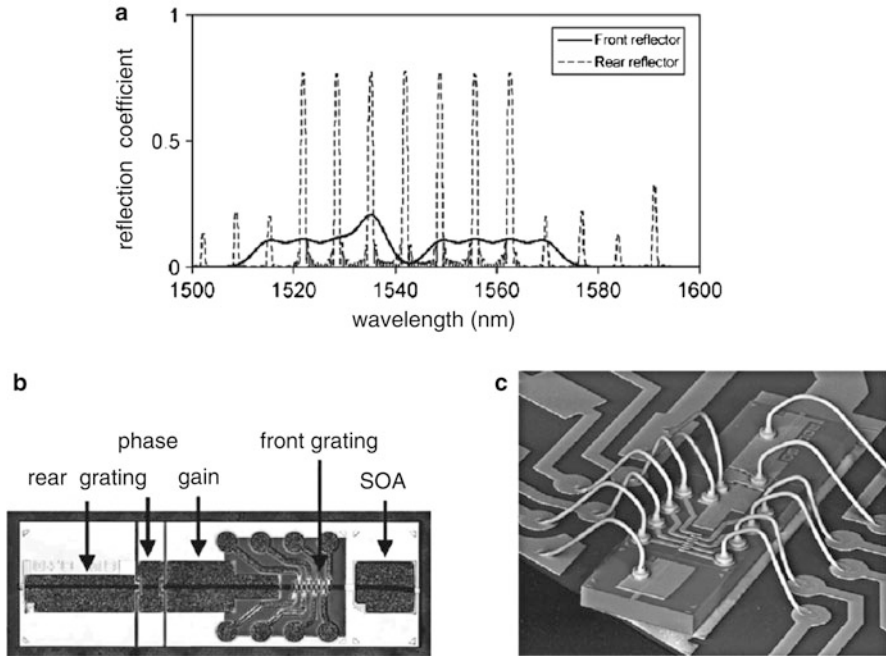 a
1
0.5
0
reflection coefficient
Front reflector
Rear reflector
1500 1520 1540 1560 1580 1600
wavelength (nm)
b
phase front grating
rear grating gain SOA
c